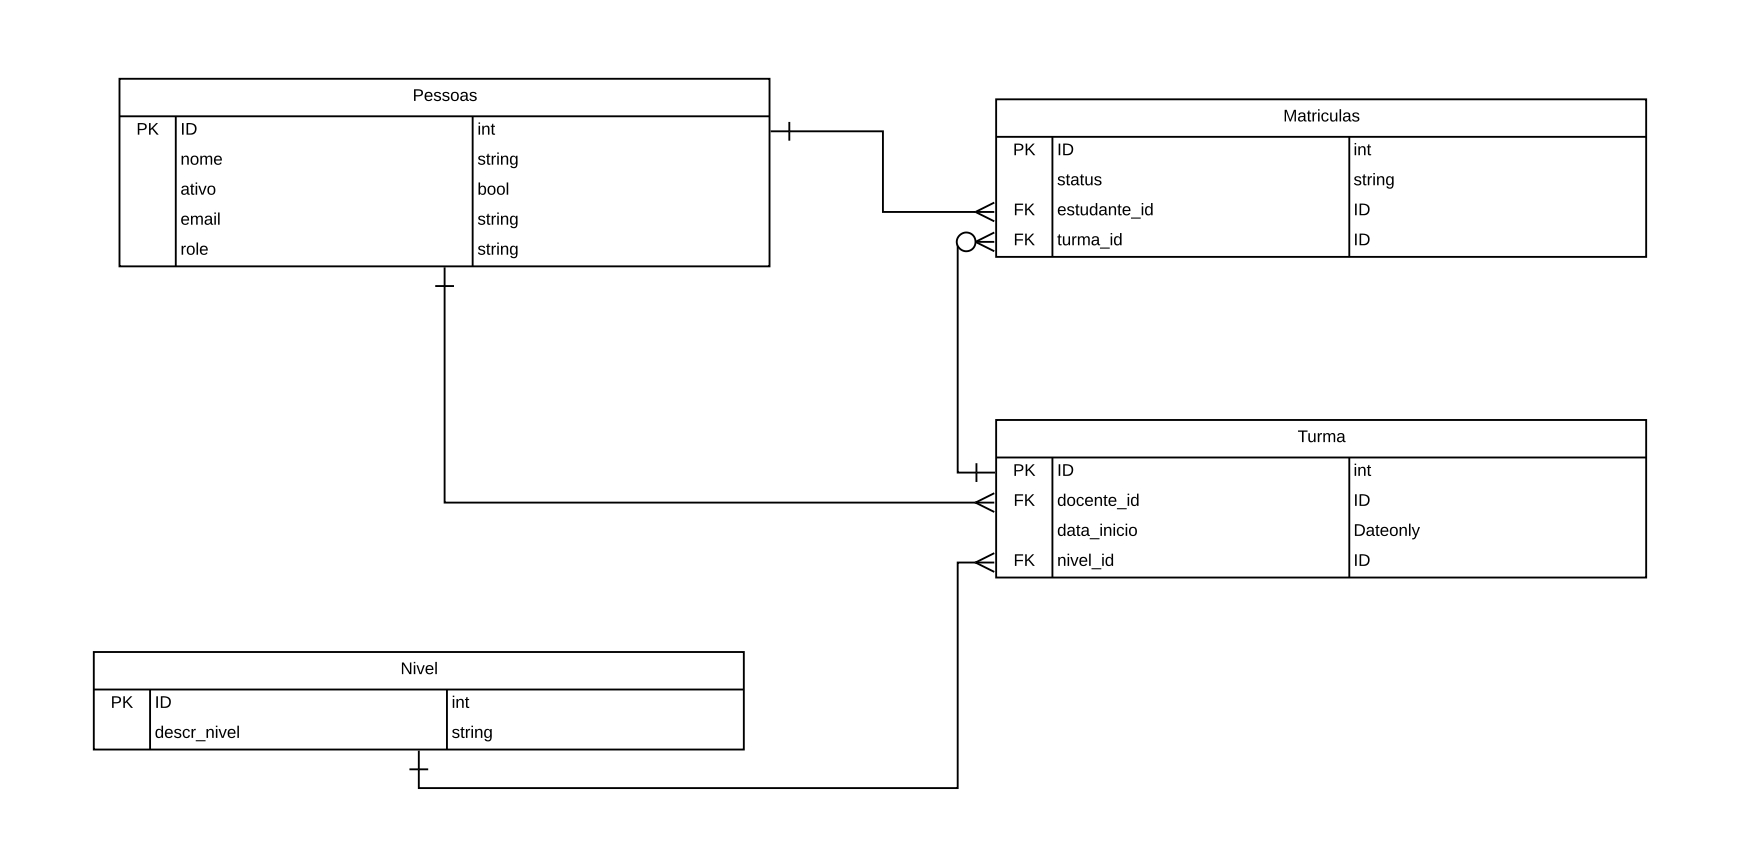 Pessoas
PK ID int
nome string
ativo bool
email string
role string
Matriculas
PK ID int
status string
FK estudante_id ID
FK turma_id ID
Turma
PK ID int
FK docente_id ID
data_inicio Dateonly
FK nivel_id ID
Nivel
PK ID int
descr_nivel string